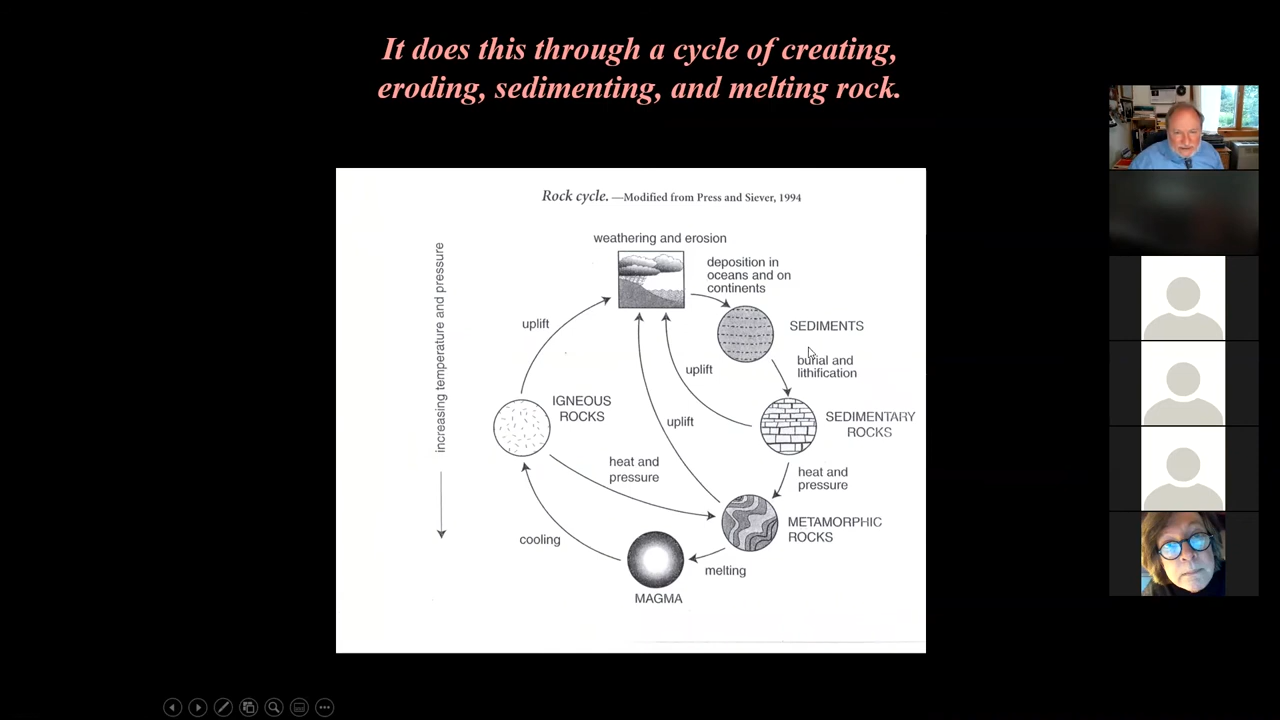 It does this through a cycle of creating,
eroding, sedimenting, and melting rock.
Rock cycle. —Modified from Press and Siever, 1994
weathering and erosion
deposition in
oceans and on
continents
increasing temperature and pressure
uplift
SEDIMENTS
burial and
lithification
uplift
IGNEOUS
ROCKS
uplift
SEDIMENTARY
ROCKS
heat and
pressure
heat and
pressure
METAMORPHIC
ROCKS
cooling
melting
MAGMA